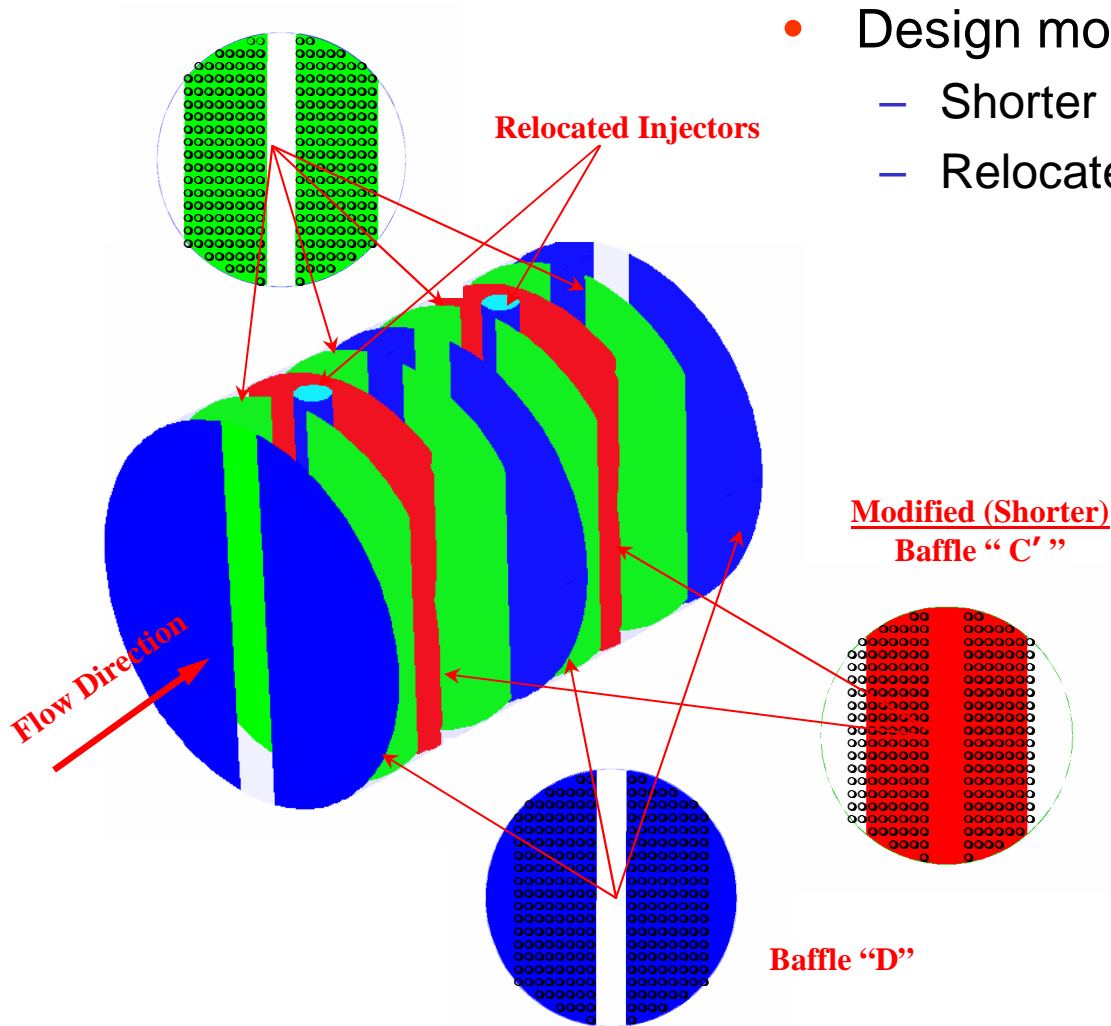 • Design mo
– Shorter
– Relocate
Relocated Injectors
Modified (Shorter)
Baffle “ C′ ”
Flow Direction
Baffle “D”